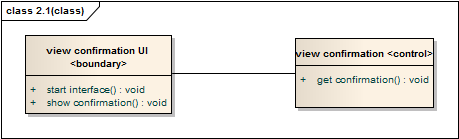 class 2.1(class)
view confirmation UI
<boundary>
+ start interface() : void
+ show confirmation() : void
view confirmation <control>
+ get confirmation() : void